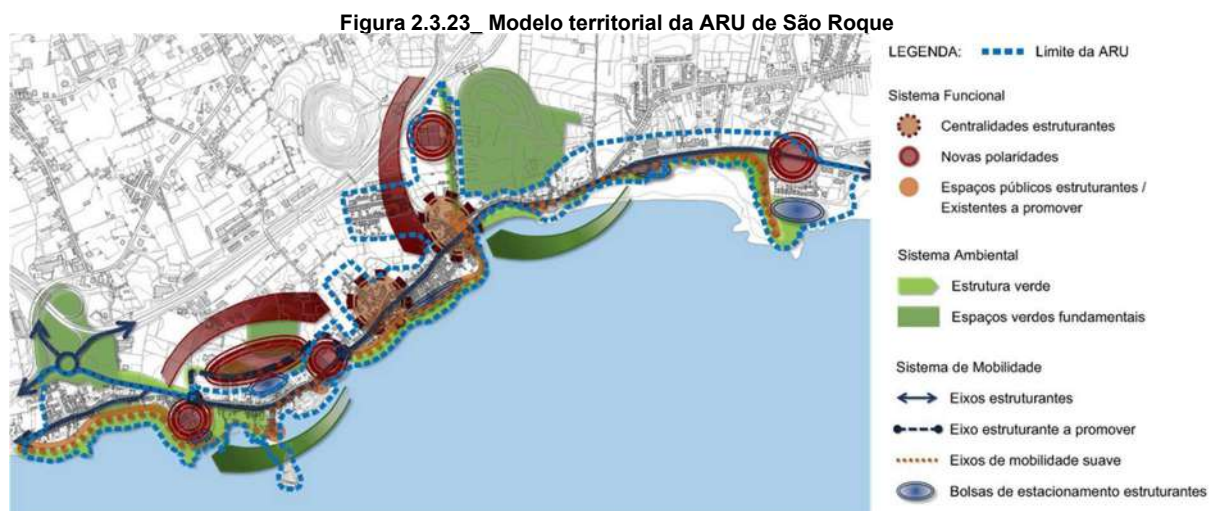 Figura 2.3.23_ Modelo territorial da ARU de São Roque
LEGENDA: Limite da ARU
Sistema Funcional
Centralidades estruturantes
Novas polaridades
Espaços públicos estruturantes /
Existentes a promover
Sistema Ambiental
Estrutura verde
Espaços verdes fundamentais
Sistema de Mobilidade
Eixos estruturantes
Eixo estruturante a promover
Eixos de mobilidade suave
Bolsas de estacionamento estruturantes